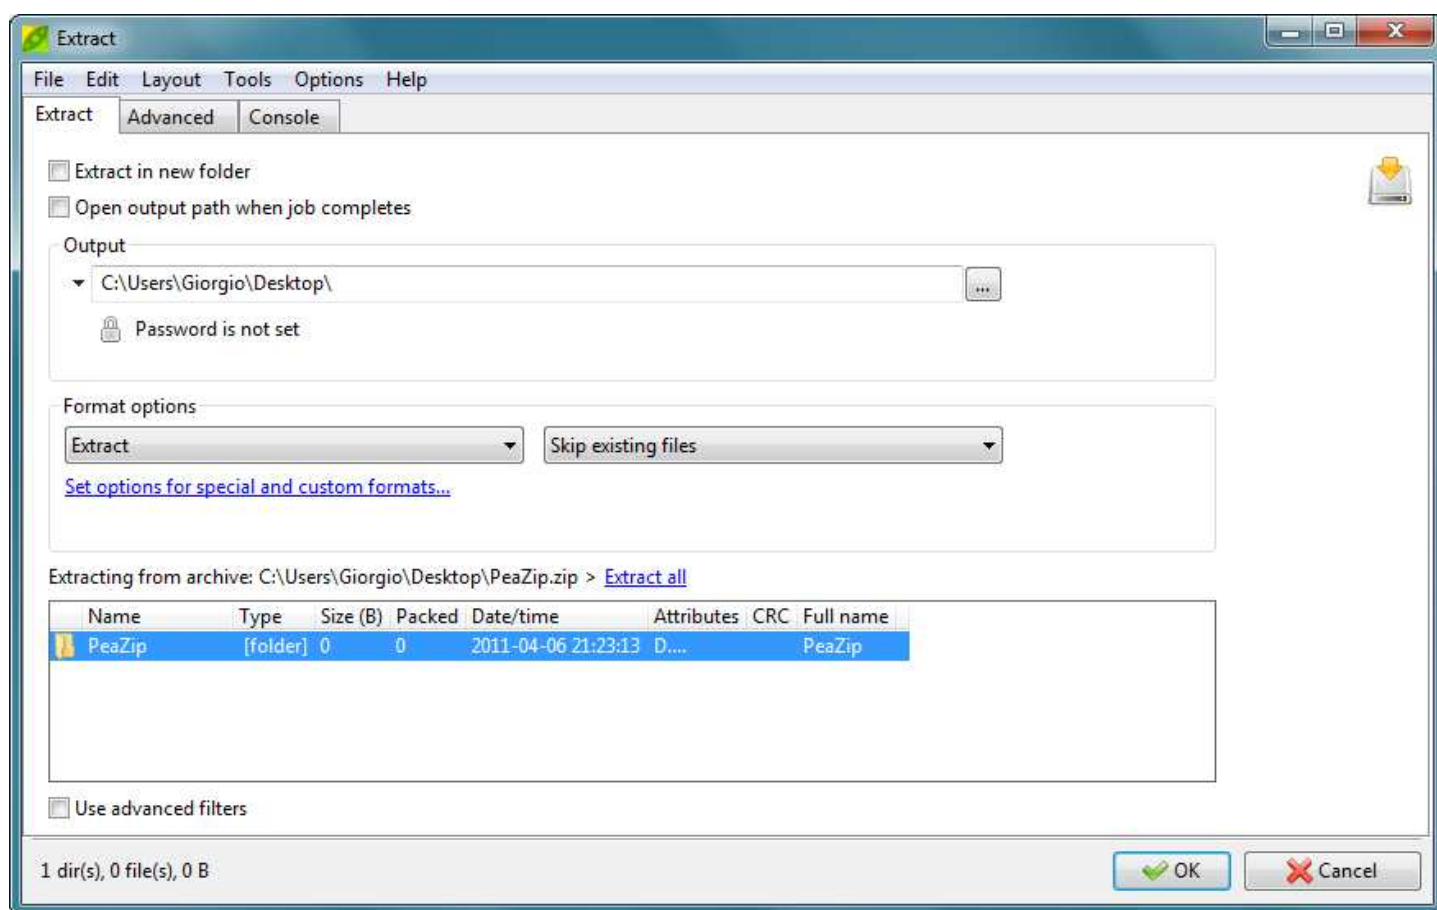 Extract
File Edit Layout Tools Options Help
Extract Advanced Console
Extract in new folder
Open output path when job completes
Output
C:\Users\Giorgio\Desktop\ ...
Password is not set
Format options
Extract Skip existing files
Set options for special and custom formats...
Extracting from archive: C:\Users\Giorgio\Desktop\PeaZip.zip > Extract all
Name Type Size (B) Packed Date/time Attributes CRC Full name
PeaZip [folder] 0 0 2011-04-06 21:23:13 D.... PeaZip
Use advanced filters
1 dir(s), 0 file(s), 0 B OK Cancel